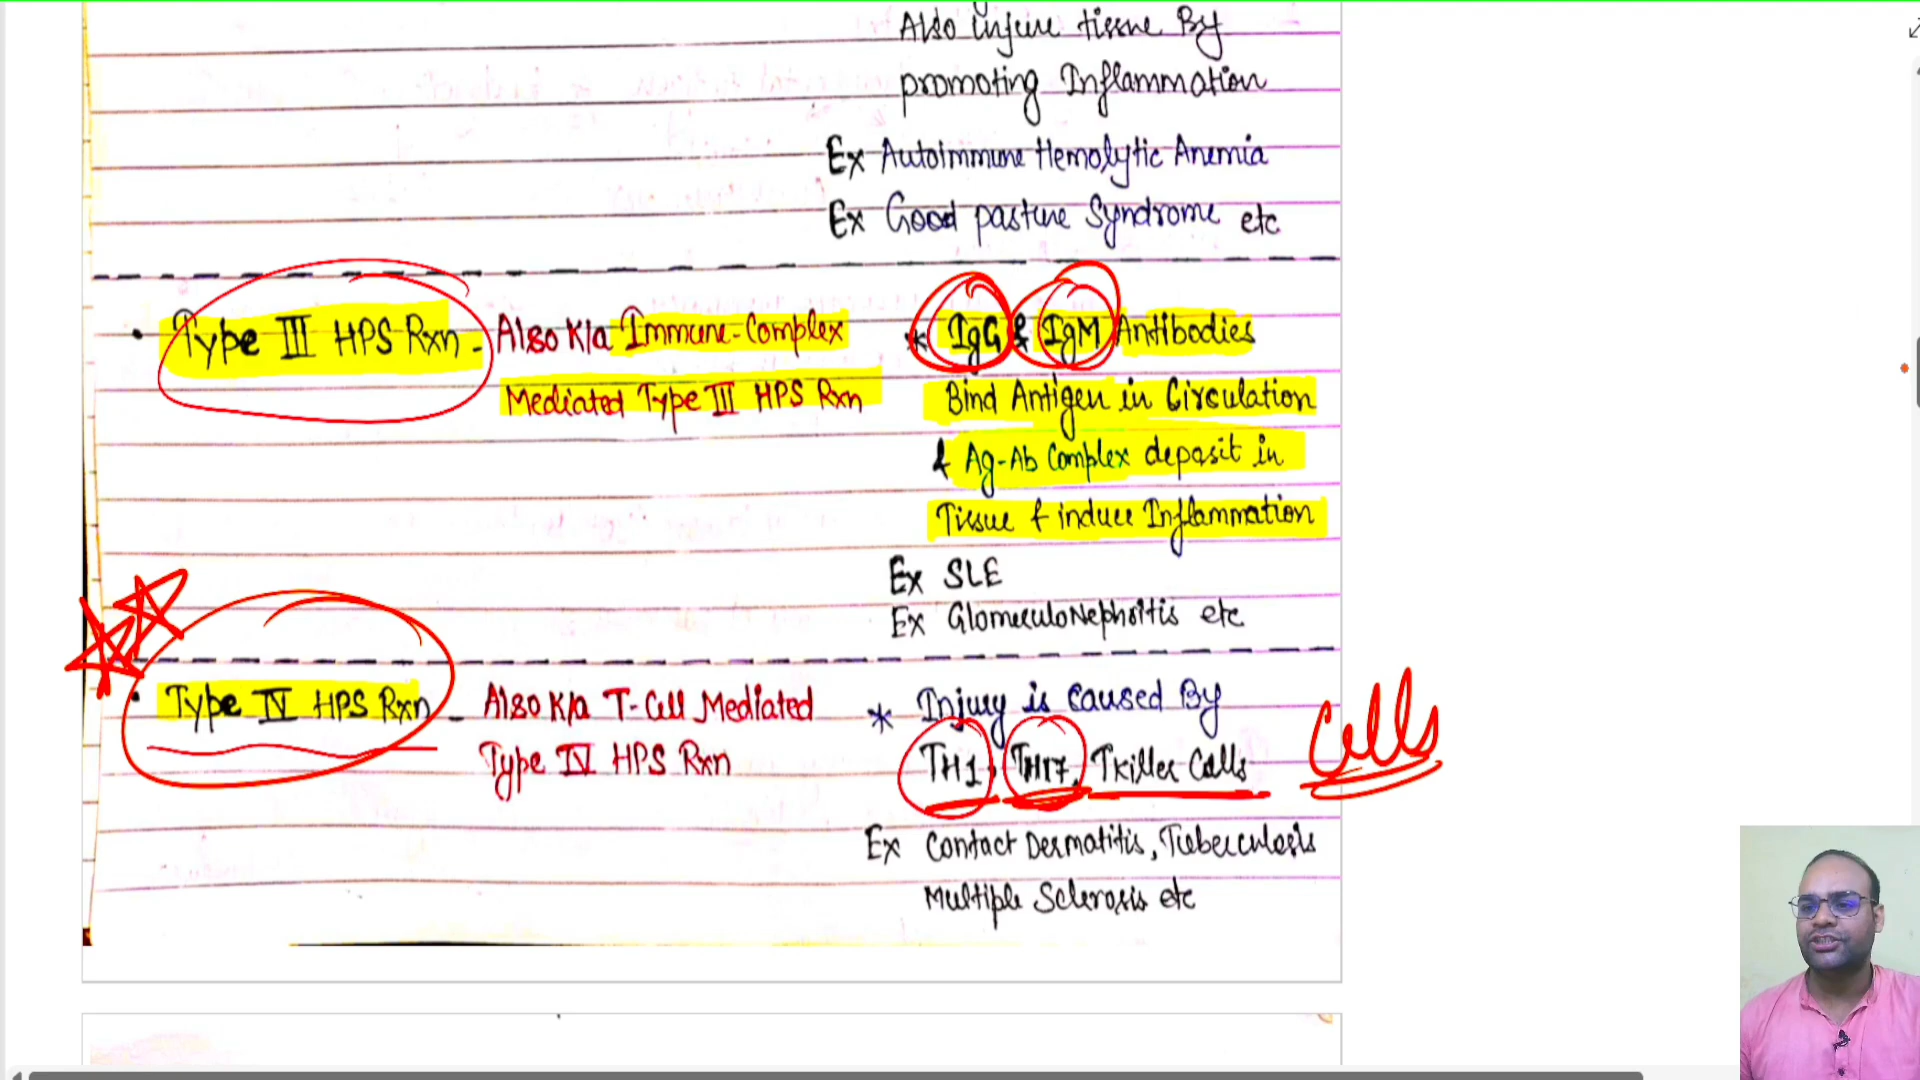 Also injure tissue By
promoting Inflammation
Ex Autoimmune Hemolytic Anemia
Ex Good pasture Syndrome etc
• Type III HPS Rxn - Also K/a Immune-Complex
Mediated Type III HPS Rxn
* IgG & IgM Antibodies
Bind Antigen in Circulation
& Ag-Ab Complex deposit in
Tissue & induce Inflammation
Ex SLE
Ex GlomeruloNephritis etc
• Type IV HPS Rxn - Also K/a T-Cell Mediated
Type IV HPS Rxn
* Injury is caused By
TH1, TH17, Tkiller Cells
Cells
Ex Contact Dermatitis, Tuberculosis
Multiple Sclerosis etc